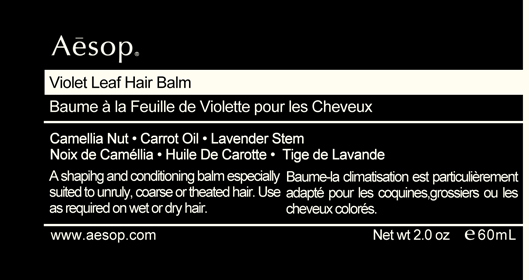 Aēsop®
Violet Leaf Hair Balm
Baume à la Feuille de Violette pour les Cheveux
Camellia Nut • Carrot Oil • Lavender Stem
Noix de Caméllia • Huile De Carotte • Tige de Lavande
A shapihg and conditioning balm especially
suited to unruly, coarse or theated hair. Use
as required on wet or dry hair.
Baume-la climatisation est particulièrement
adapté pour les coquines,grossiers ou les
cheveux colorés.
www.aesop.com
Net wt 2.0 oz ℮60mL